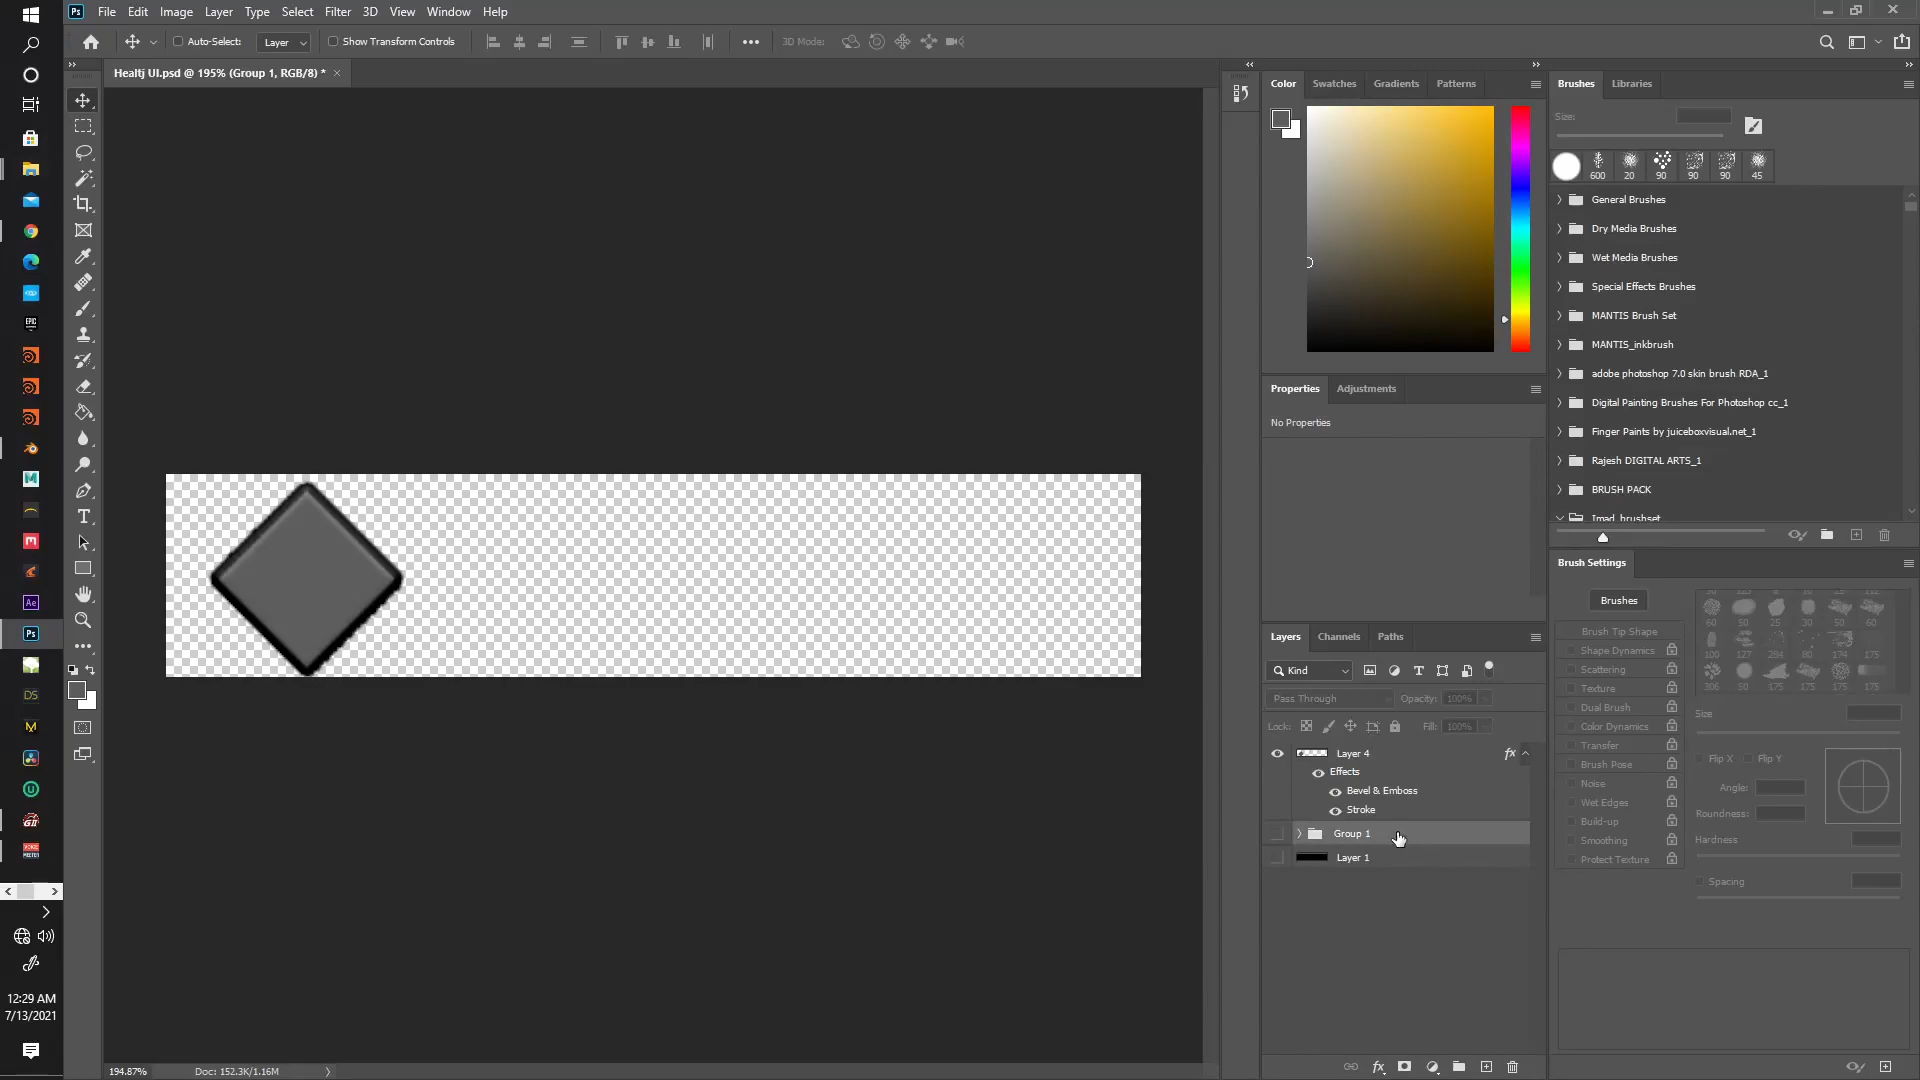 Ps File Edit Image Layer Type Select Filter 3D View Window Help
Auto-Select: Layer Show Transform Controls 3D Mode:
Healtj UI.psd @ 195% (Group 1, RGB/8) *
Color Swatches Gradients Patterns
Brushes Libraries
Size:
600 20 90 90 90 45
General Brushes
Dry Media Brushes
Wet Media Brushes
Special Effects Brushes
MANTIS Brush Set
MANTIS_inkbrush
adobe photoshop 7.0 skin brush RDA_1
Digital Painting Brushes For Photoshop cc_1
Finger Paints by juiceboxvisual.net_1
Rajesh DIGITAL ARTS_1
BRUSH PACK
Imad_brushset
Properties Adjustments
No Properties
Brush Settings
Brushes
Brush Tip Shape
Shape Dynamics
Scattering
Texture
Dual Brush
Color Dynamics
Transfer
Brush Pose
Noise
Wet Edges
Build-up
Smoothing
Protect Texture
60 50 25 30 50 60
100 127 284 80 174 175
306 50 175 175 175 175
Size
Flip X Flip Y
Angle:
Roundness:
Hardness
Spacing
Layers Channels Paths
Kind
Pass Through Opacity: 100%
Lock: Fill: 100%
Layer 4 fx
Effects
Bevel & Emboss
Stroke
Group 1
Layer 1
fx
EPIC
Ae
Ps
DS
12:29 AM
7/13/2021
194.87% Doc: 152.3K/1.16M